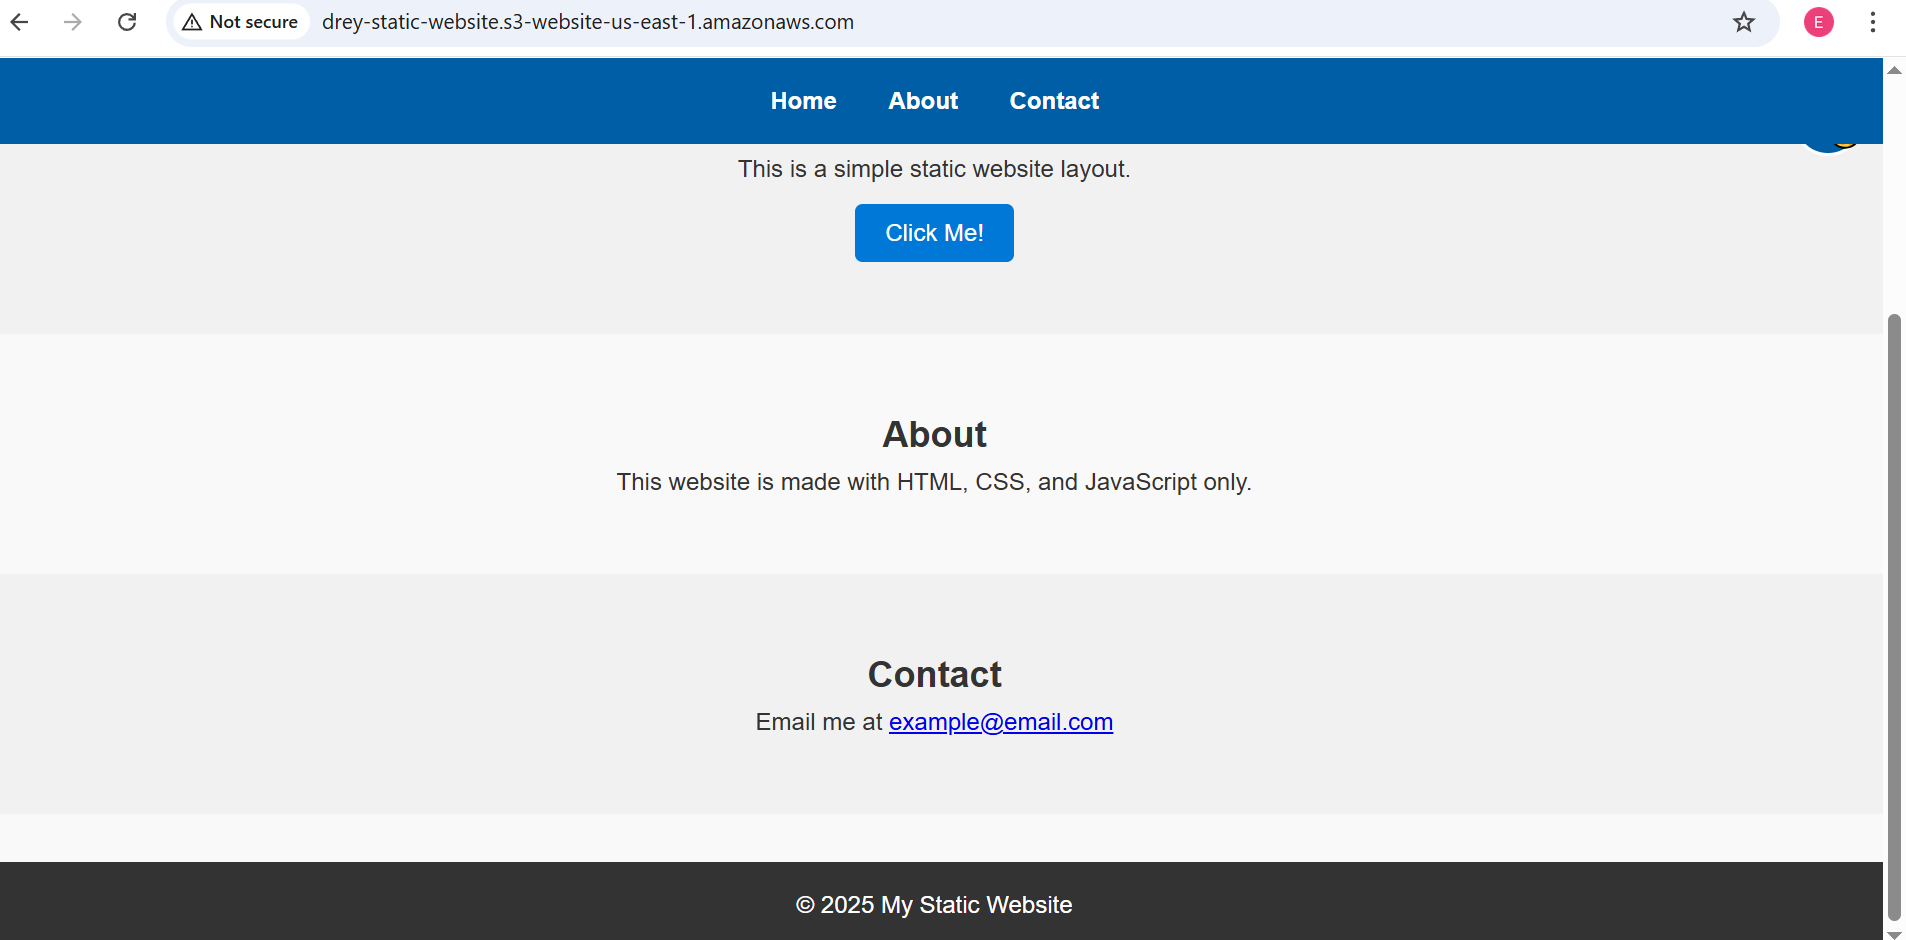 Not secure drey-static-website.s3-website-us-east-1.amazonaws.com E
Home About Contact
This is a simple static website layout.
Click Me!
About
This website is made with HTML, CSS, and JavaScript only.
Contact
Email me at example@email.com
© 2025 My Static Website